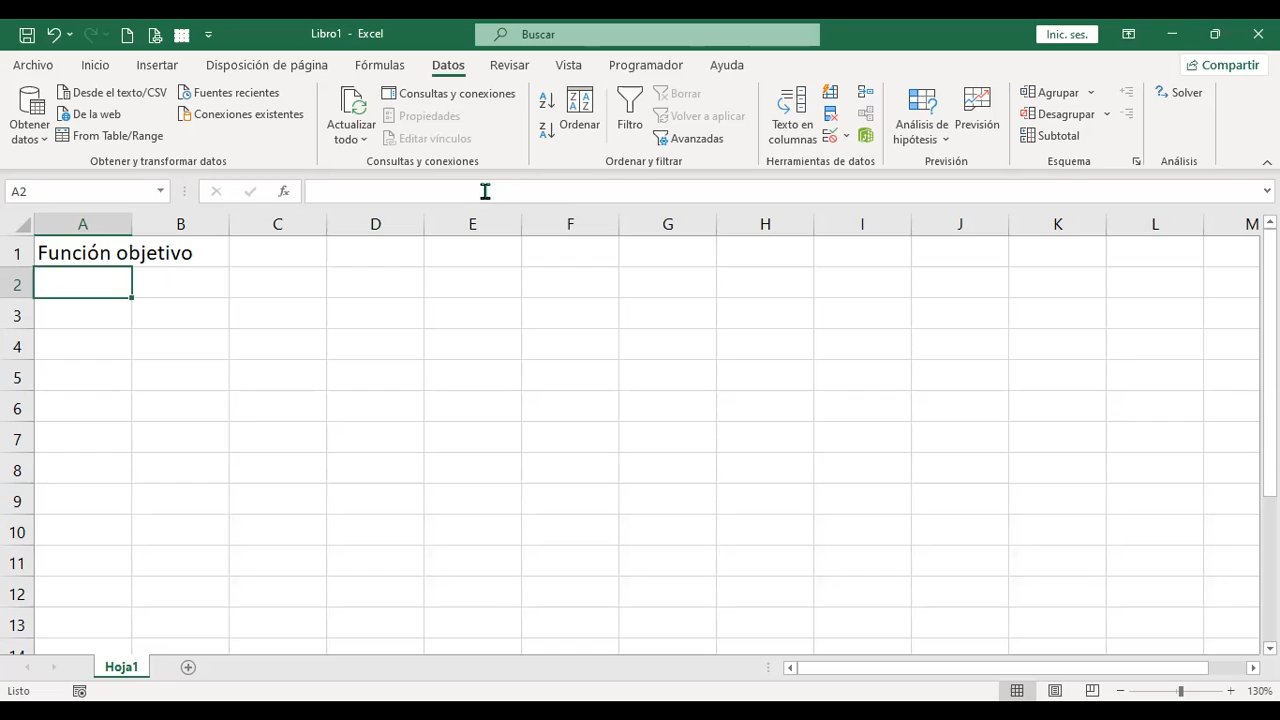 Libro1 - Excel
Buscar
Inic. ses.
Archivo Inicio Insertar Disposición de página Fórmulas Datos Revisar Vista Programador Ayuda
Compartir
Obtener datos
Desde el texto/CSV
De la web
From Table/Range
Fuentes recientes
Conexiones existentes
Obtener y transformar datos
Actualizar todo
Consultas y conexiones
Propiedades
Editar vínculos
Consultas y conexiones
Ordenar
Filtro
Borrar
Volver a aplicar
Avanzadas
Ordenar y filtrar
Texto en columnas
Herramientas de datos
Análisis de hipótesis
Previsión
Previsión
Agrupar
Desagrupar
Subtotal
Esquema
Solver
Análisis
A2
fx
A B C D E F G H I J K L M
1 Función objetivo
2
3
4
5
6
7
8
9
10
11
12
13
14
Hoja1
Listo
130%